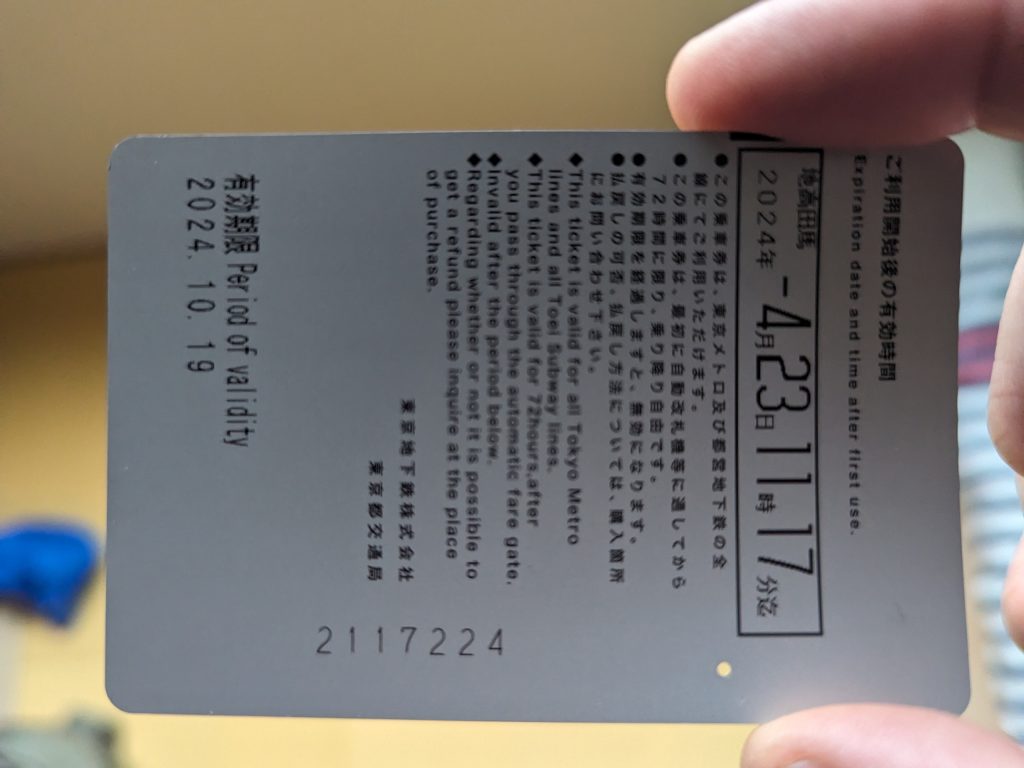 ご利用開始後の有効時間
Expiration date and time after first use.
地高田馬
2024年 -4月23日11時17分迄
●この乗車券は、東京メトロ及び都営地下鉄の全
線にてご利用いただけます。
●この乗車券は、最初に自動改札機等に通してから
72時間に限り、乗り降り自由です。
●有効期限を経過しますと、無効になります。
●払戻しの可否、払戻し方法については、購入箇所
にお問い合わせ下さい。
◆This ticket is valid for all Tokyo Metro
lines and all Toei Subway lines.
◆This ticket is valid for 72hours,after
you pass through the automatic fare gate.
◆Invalid after the period below.
◆Regarding whether or not it is possible to
get a refund please inquire at the place
of purchase.
東京地下鉄株式会社
東京都交通局
有効期限 Period of validity
2024. 10. 19
2117224